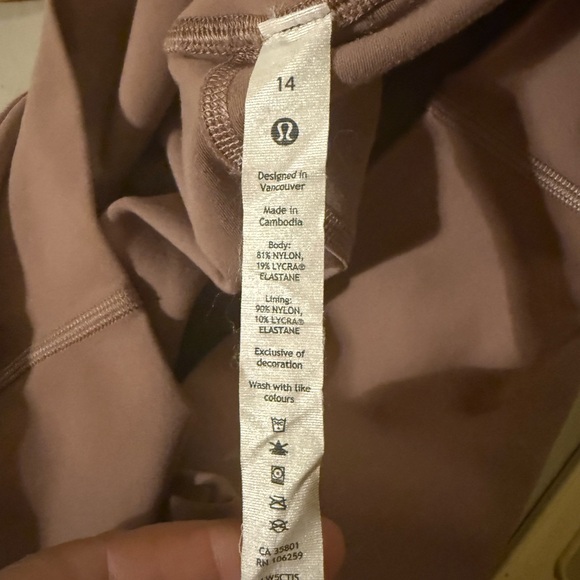 14
Designed in
Vancouver
Made in
Cambodia
Body:
81% NYLON,
19% LYCRA®
ELASTANE
Lining:
90% NYLON,
10% LYCRA®
ELASTANE
Exclusive of
decoration
Wash with like
colours
CA 35801
RN 106259